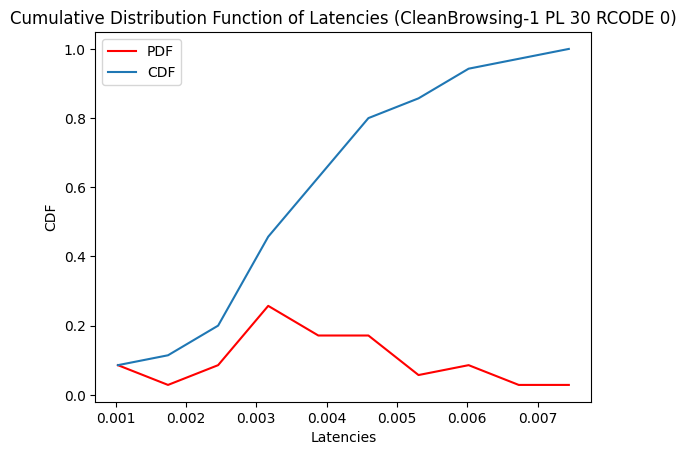 Cumulative Distribution Function of Latencies (CleanBrowsing-1 PL 30 RCODE 0)
PDF
CDF
1.0
0.8
0.6
0.4
0.2
0.0
CDF
0.001 0.002 0.003 0.004 0.005 0.006 0.007
Latencies